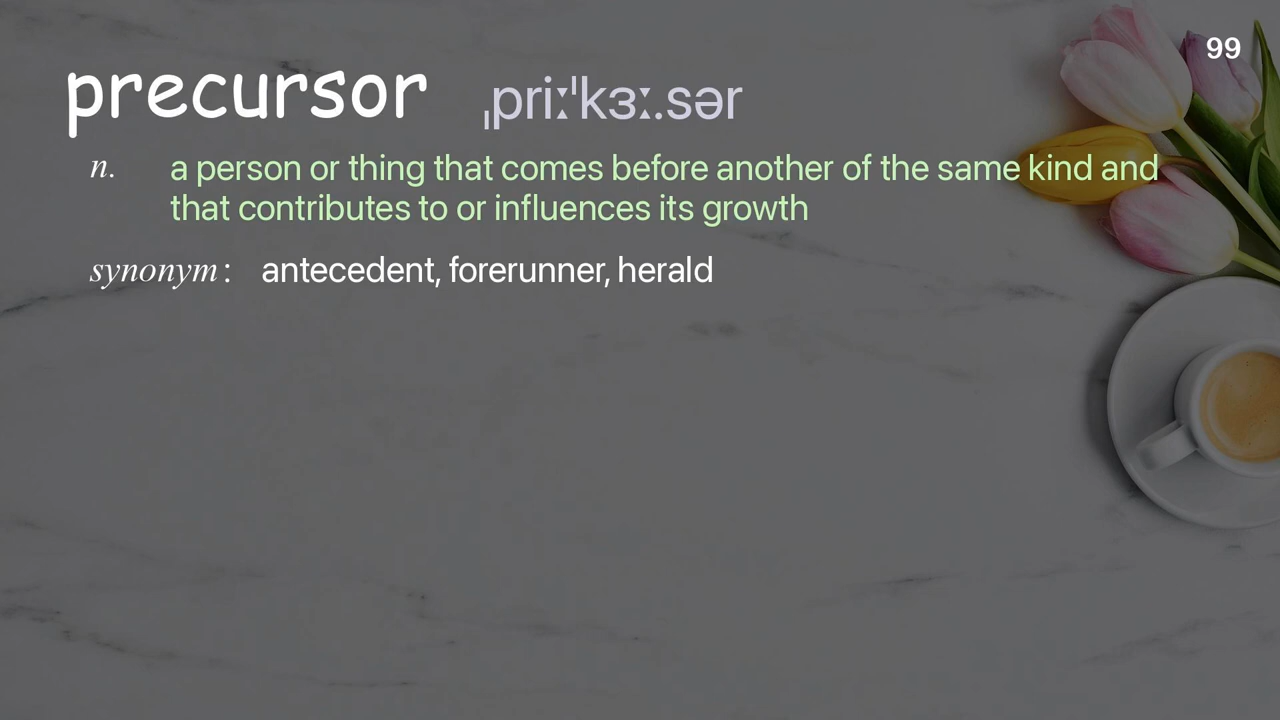 99
precursor ˌpriːˈkɜː.sər
n. a person or thing that comes before another of the same kind and
that contributes to or influences its growth
synonym : antecedent, forerunner, herald